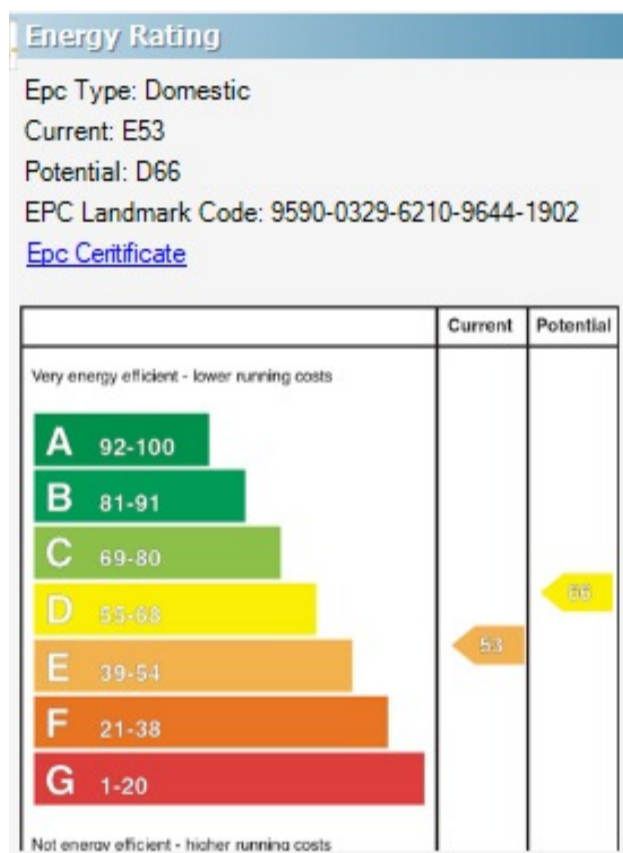 Energy Rating
Epc Type: Domestic
Current: E53
Potential: D66
EPC Landmark Code: 9590-0329-6210-9644-1902
Epc Ceritificate
Current Potential
Very energy efficient - lower running costs
A 92-100
B 81-91
C 69-80
D 55-68
66
E 39-54
53
F 21-38
G 1-20
Not energy efficient - higher running costs